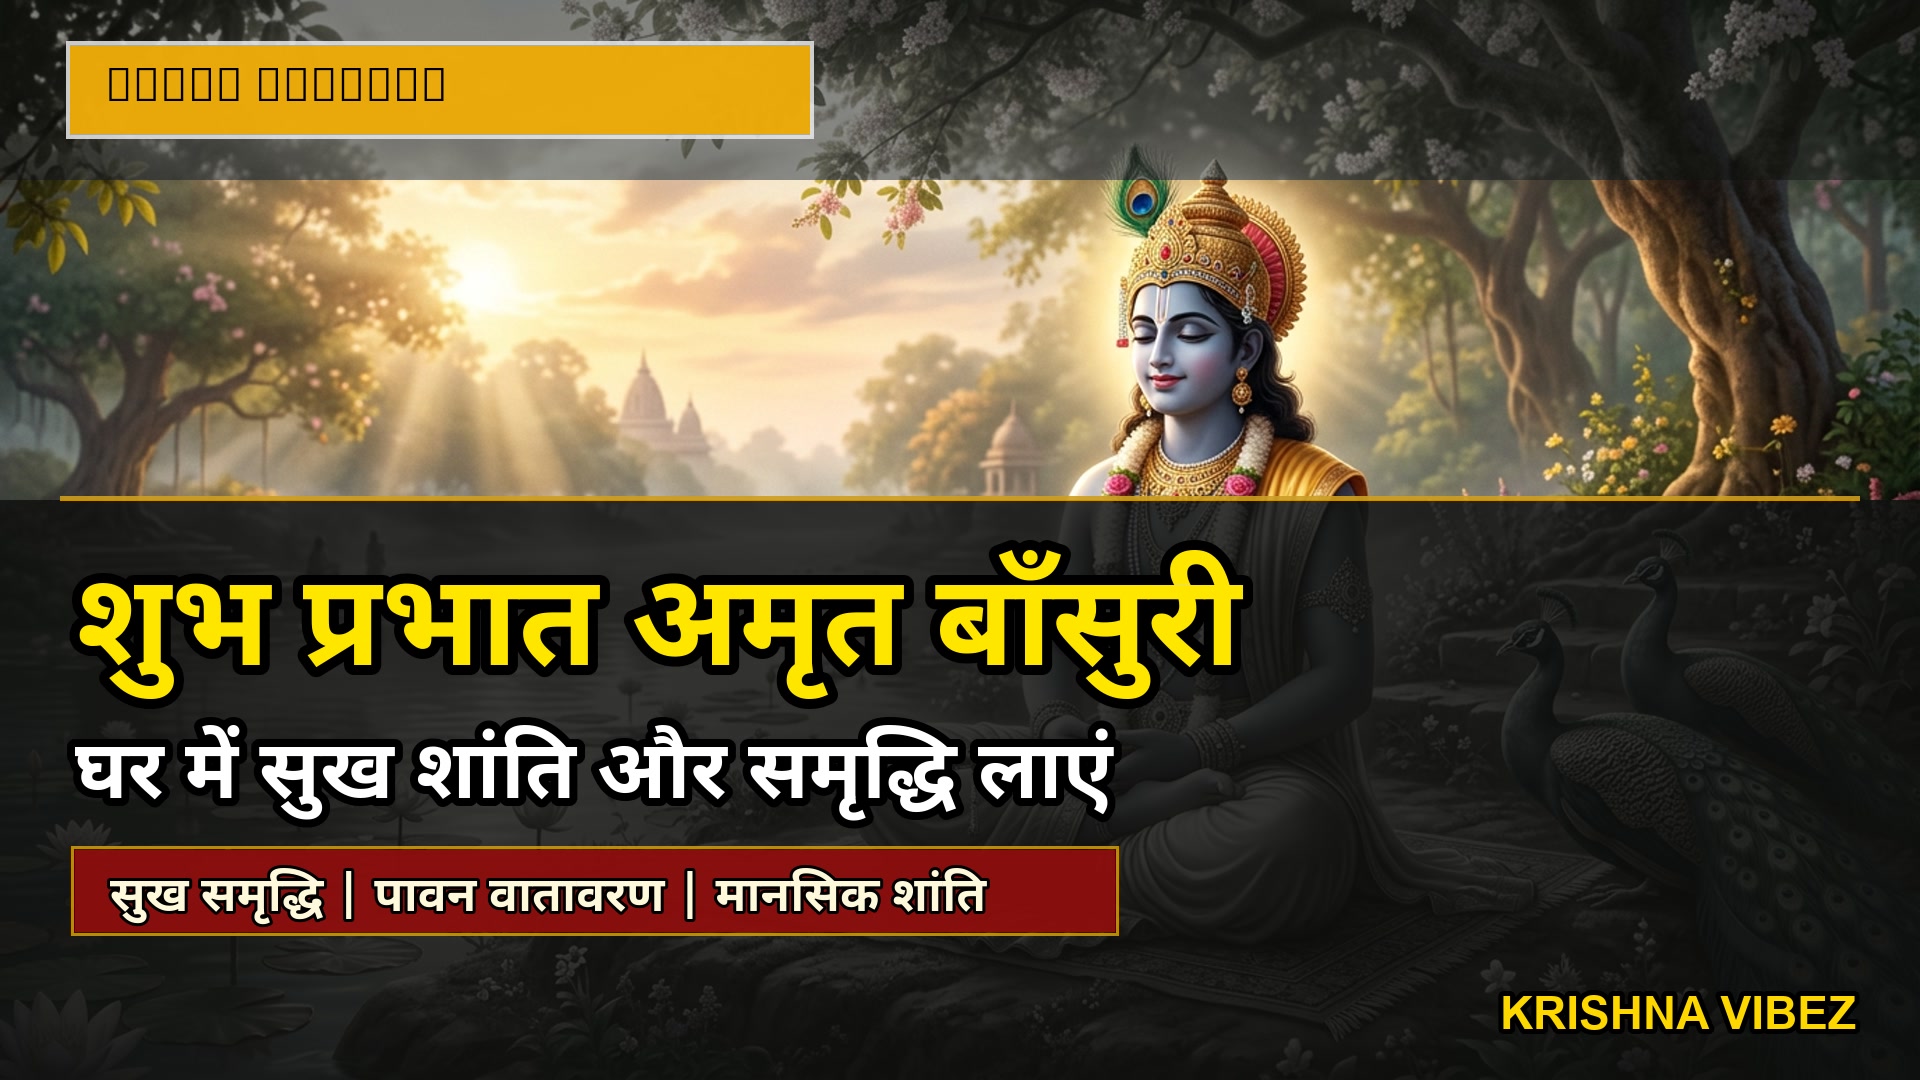 शुभ प्रभात अमृत बाँसुरी
घर में सुख शांति और समृद्धि लाएं
सुख समृद्धि | पावन वातावरण | मानसिक शांति
KRISHNA VIBEZ